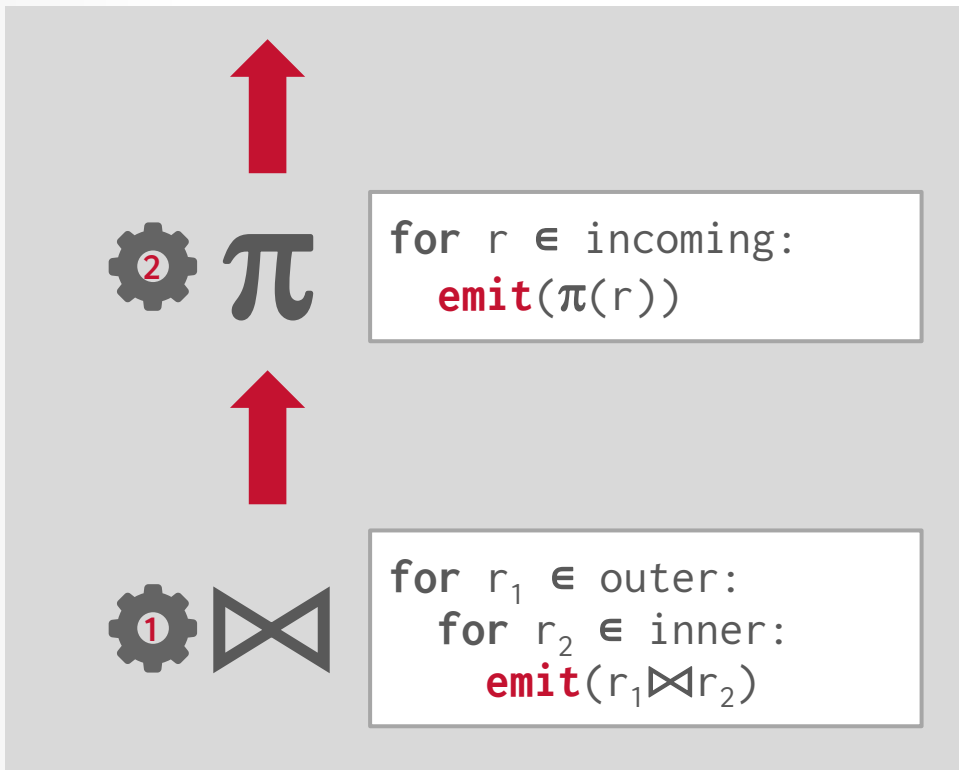 2 π
for r ∈ incoming:
emit(π(r))
1 ⋈
for r₁ ∈ outer:
for r₂ ∈ inner:
emit(r₁⋈r₂)